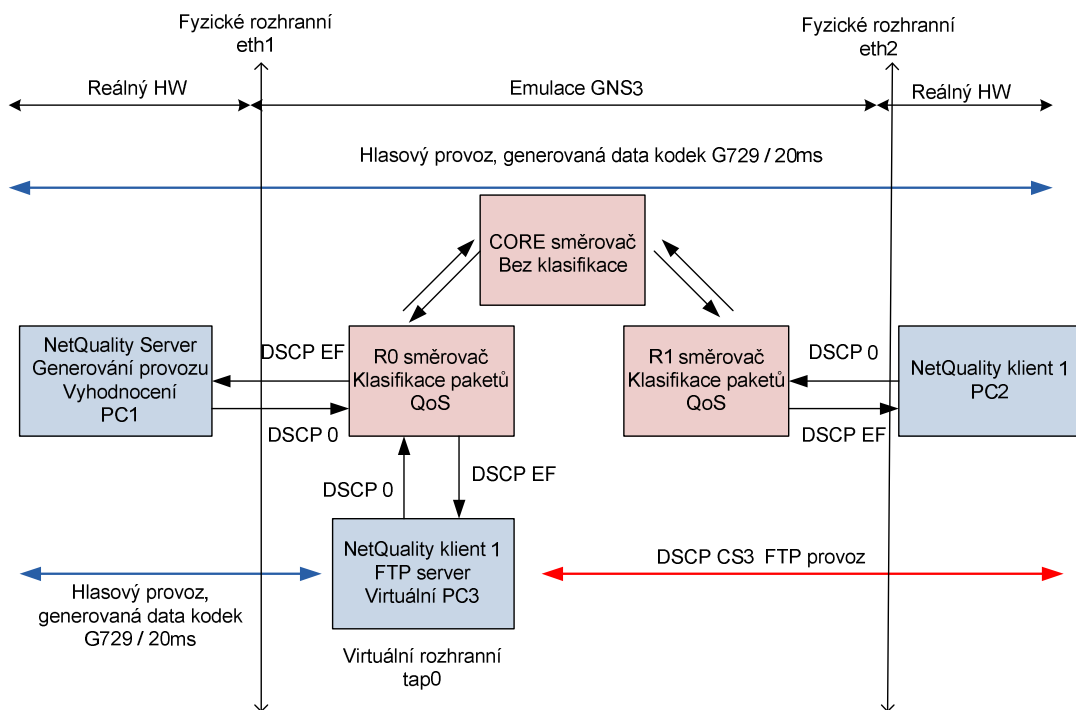 Fyzické rozhranní
eth1
Fyzické rozhranní
eth2
Reálný HW
Emulace GNS3
Reálný HW
Hlasový provoz, generovaná data kodek G729 / 20ms
CORE směrovač
Bez klasifikace
NetQuality Server
Generování provozu
Vyhodnocení
PC1
DSCP EF
DSCP 0
R0 směrovač
Klasifikace paketů
QoS
R1 směrovač
Klasifikace paketů
QoS
DSCP 0
DSCP EF
NetQuality klient 1
PC2
DSCP 0
DSCP EF
NetQuality klient 1
FTP server
Virtuální PC3
DSCP CS3  FTP provoz
Hlasový provoz,
generovaná data kodek
G729 / 20ms
Virtuální rozhranní
tap0